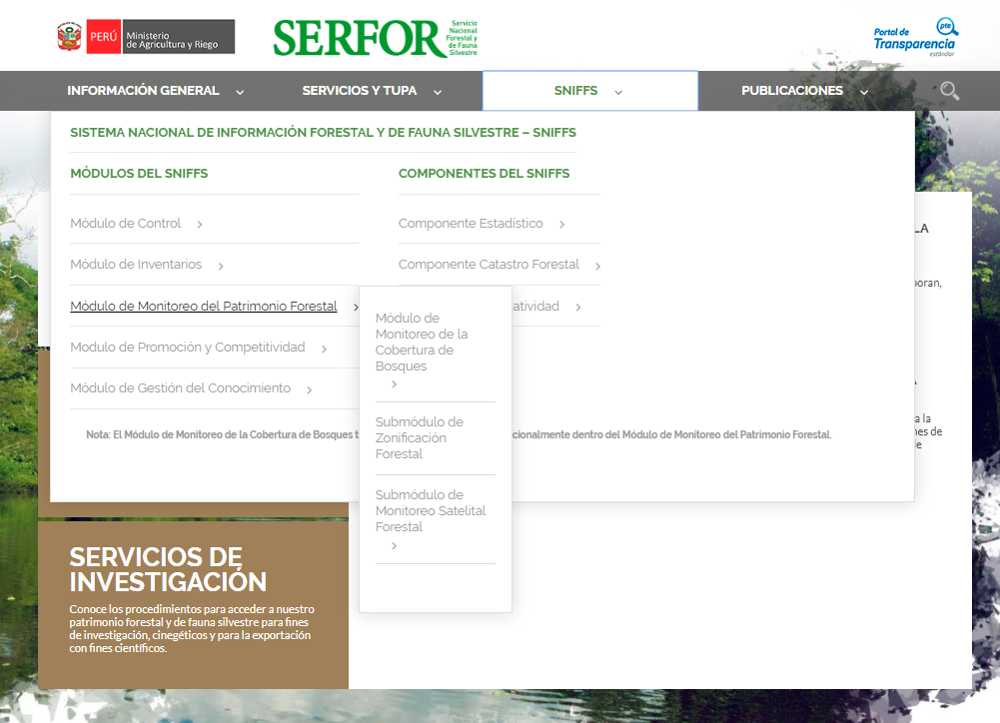 PERÚ
Ministerio
de Agricultura y Riego
SERFOR
Servicio
Nacional
Forestal y
de Fauna
Silvestre
Portal de
Transparencia
estándar
pte
INFORMACIÓN GENERAL
SERVICIOS Y TUPA
SNIFFS
PUBLICACIONES
SISTEMA NACIONAL DE INFORMACIÓN FORESTAL Y DE FAUNA SILVESTRE – SNIFFS
MÓDULOS DEL SNIFFS
Módulo de Control
Módulo de Inventarios
Módulo de Monitoreo del Patrimonio Forestal
Modulo de Promoción y Competitividad
Módulo de Gestión del Conocimiento
COMPONENTES DEL SNIFFS
Componente Estadístico
Componente Catastro Forestal
atividad
Módulo de
Monitoreo de la
Cobertura de
Bosques
Submódulo de
Zonificación
Forestal
Submódulo de
Monitoreo Satelital
Forestal
Nota: El Módulo de Monitoreo de la Cobertura de Bosques t
cionalmente dentro del Módulo de Monitoreo del Patrimonio Forestal.
LA
boran,
a la
nes de
le
SERVICIOS DE
INVESTIGACIÓN
Conoce los procedimientos para acceder a nuestro
patrimonio forestal y de fauna silvestre para fines
de investigación, cinegéticos y para la exportación
con fines científicos.